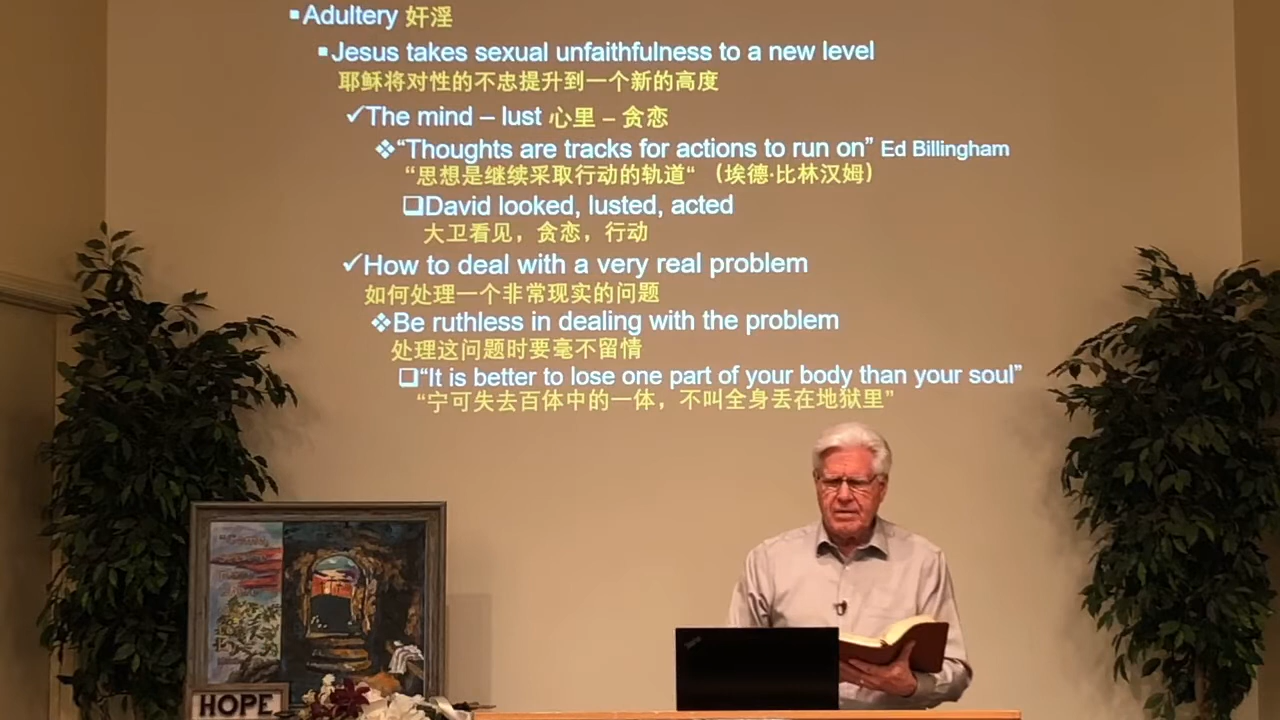 ▪Adultery 奸淫
▪Jesus takes sexual unfaithfulness to a new level
耶稣将对性的不忠提升到一个新的高度
✓The mind – lust 心里 – 贪恋
❖“Thoughts are tracks for actions to run on” Ed Billingham
“思想是继续采取行动的轨道“ （埃德·比林汉姆）
❑David looked, lusted, acted
大卫看见，贪恋，行动
✓How to deal with a very real problem
如何处理一个非常现实的问题
❖Be ruthless in dealing with the problem
处理这问题时要毫不留情
❑“It is better to lose one part of your body than your soul”
“宁可失去百体中的一体，不叫全身丢在地狱里”
HOPE